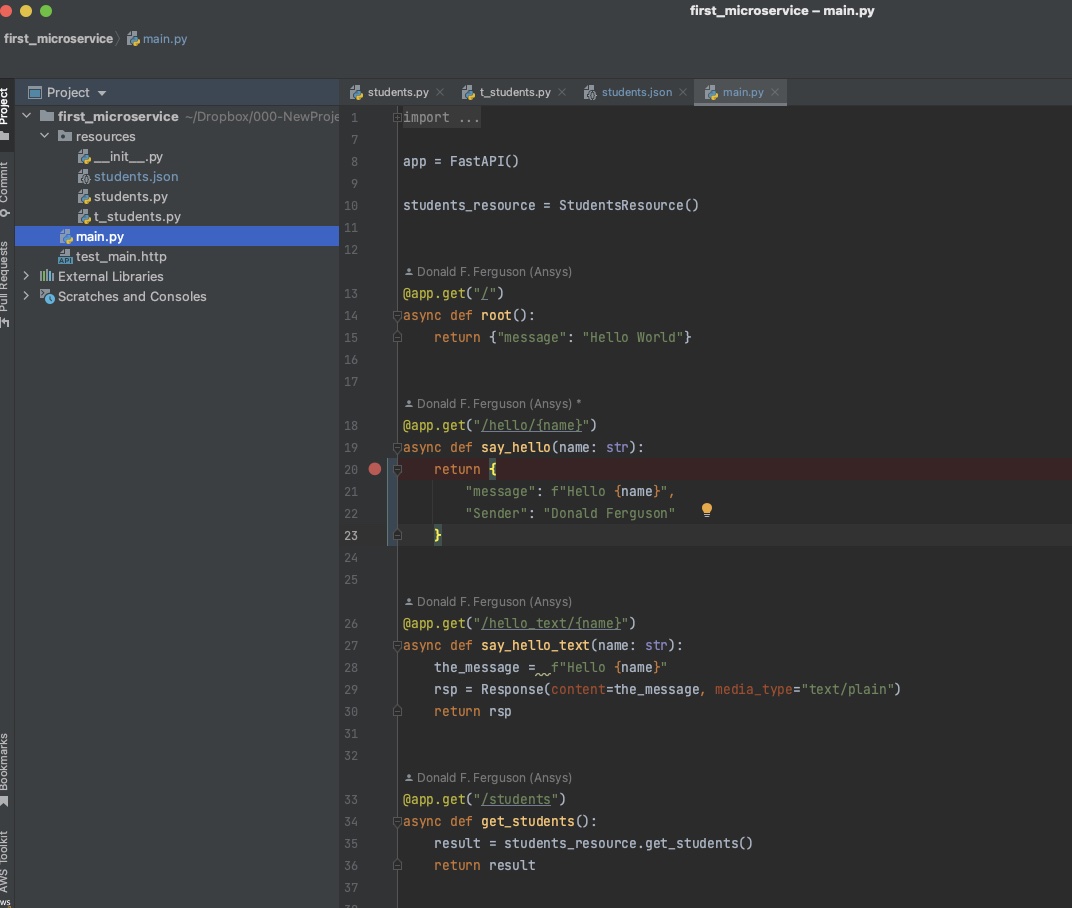 first_microservice – main.py
first_microservice main.py
Project
students.py
t_students.py
students.json
main.py
Project
Commit
Pull Requests
Bookmarks
AWS Toolkit
first_microservice ~/Dropbox/000-NewProje
resources
__init__.py
students.json
students.py
t_students.py
main.py
API test_main.http
External Libraries
Scratches and Consoles
1 import ...
7
8 app = FastAPI()
9
10 students_resource = StudentsResource()
11
12
Donald F. Ferguson (Ansys)
13 @app.get("/")
14 async def root():
15 return {"message": "Hello World"}
16
17
Donald F. Ferguson (Ansys) *
18 @app.get("/hello/{name}")
19 async def say_hello(name: str):
20 return {
21 "message": f"Hello {name}",
22 "Sender": "Donald Ferguson"
23 }
24
25
Donald F. Ferguson (Ansys)
26 @app.get("/hello_text/{name}")
27 async def say_hello_text(name: str):
28 the_message =  f"Hello {name}"
29 rsp = Response(content=the_message, media_type="text/plain")
30 return rsp
31
32
Donald F. Ferguson (Ansys)
33 @app.get("/students")
34 async def get_students():
35 result = students_resource.get_students()
36 return result
37